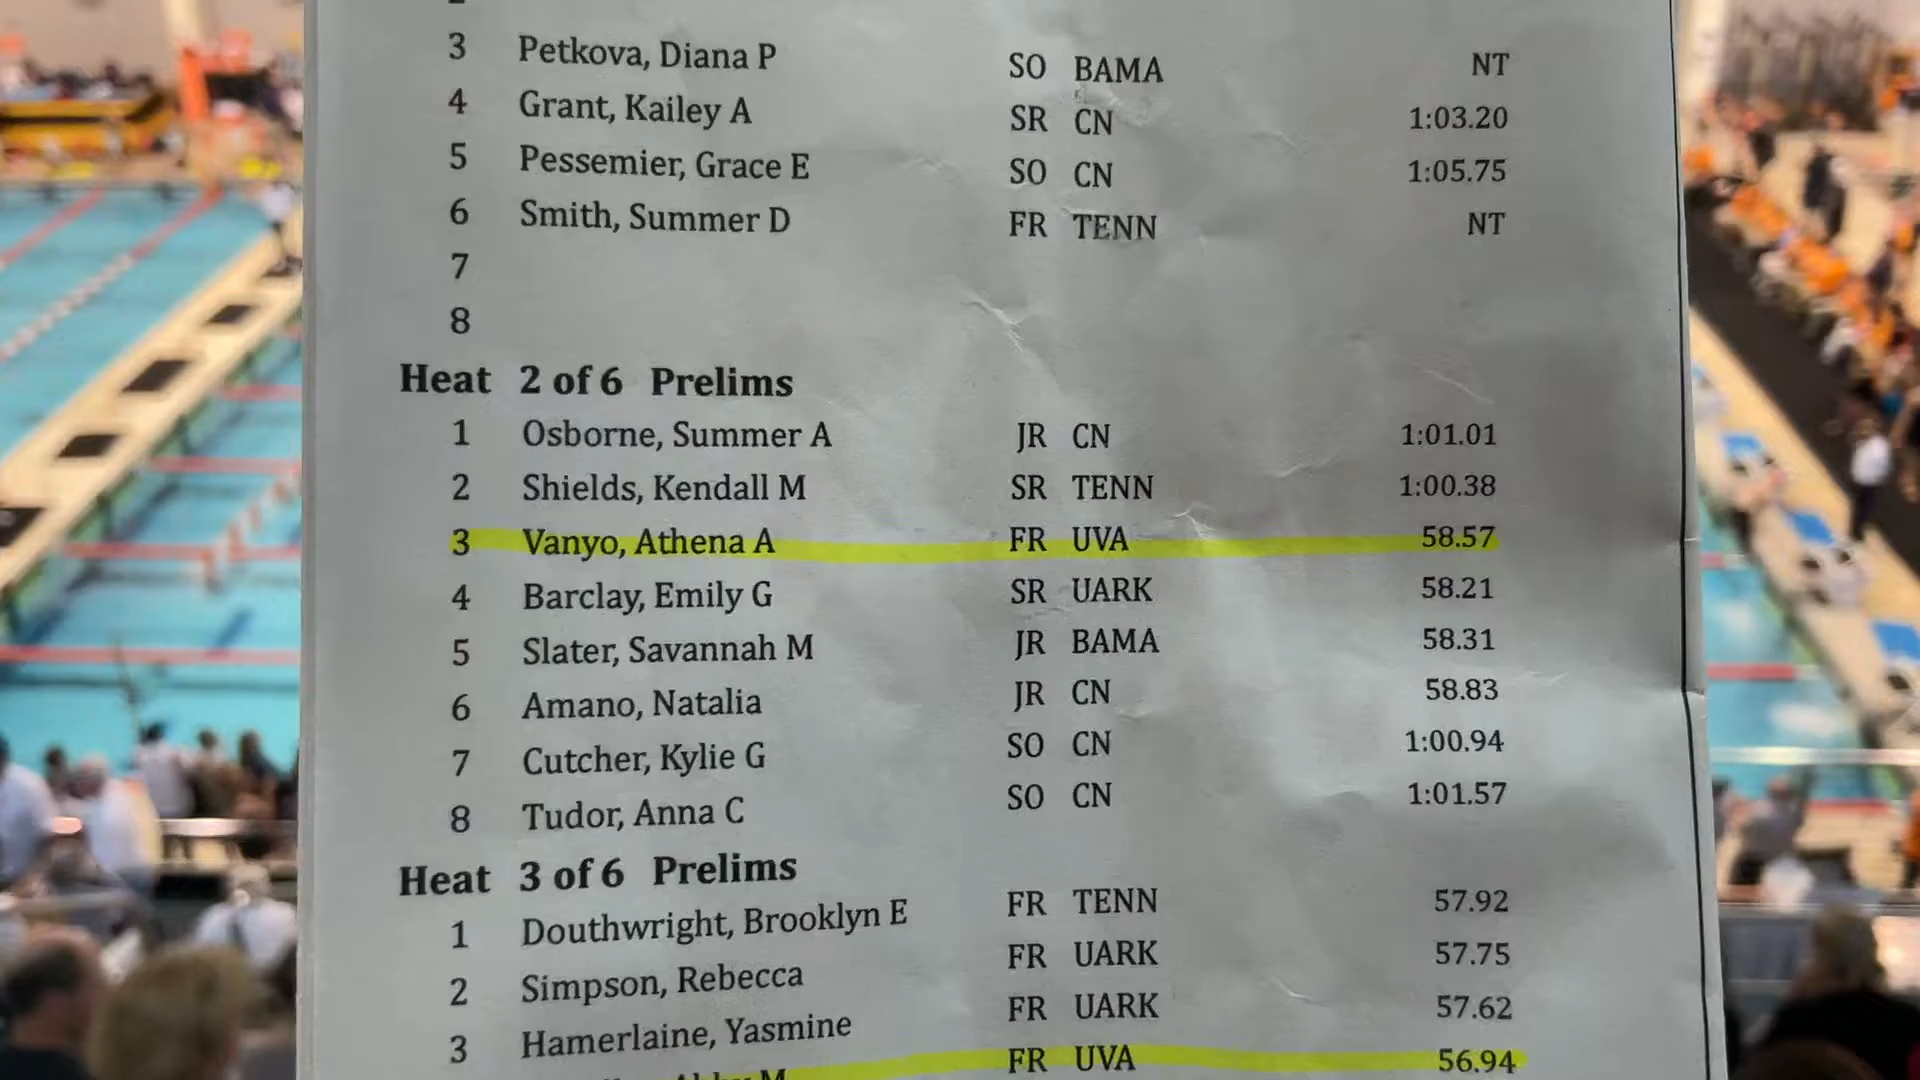 3 Petkova, Diana P SO BAMA NT
4 Grant, Kailey A SR CN 1:03.20
5 Pessemier, Grace E SO CN 1:05.75
6 Smith, Summer D FR TENN NT
7
8
Heat 2 of 6 Prelims
1 Osborne, Summer A JR CN 1:01.01
2 Shields, Kendall M SR TENN 1:00.38
3 Vanyo, Athena A FR UVA 58.57
4 Barclay, Emily G SR UARK 58.21
5 Slater, Savannah M JR BAMA 58.31
6 Amano, Natalia JR CN 58.83
7 Cutcher, Kylie G SO CN 1:00.94
8 Tudor, Anna C SO CN 1:01.57
Heat 3 of 6 Prelims
1 Douthwright, Brooklyn E FR TENN 57.92
2 Simpson, Rebecca FR UARK 57.75
3 Hamerlaine, Yasmine FR UARK 57.62
M FR UVA 56.94